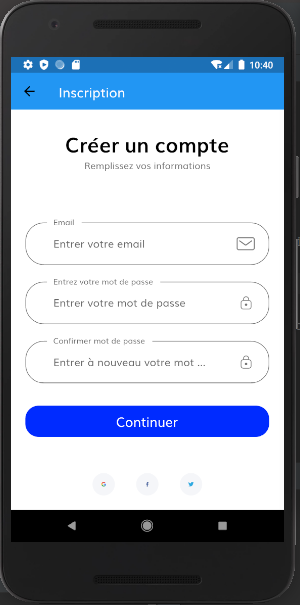 10:40
Inscription
Créer un compte
Remplissez vos informations
Email
Entrer votre email
Entrez votre mot de passe
Entrer votre mot de passe
Confirmer mot de passe
Entrer à nouveau votre mot ...
Continuer